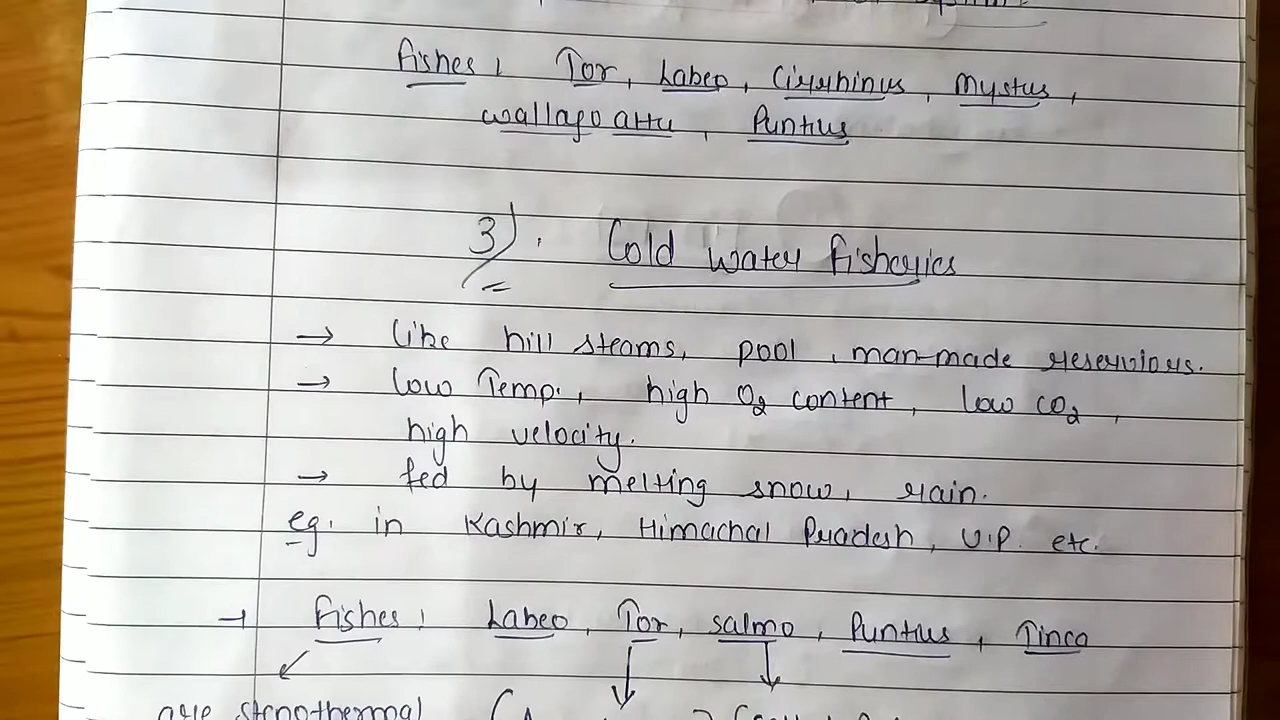 Fishes : Tor, Labeo, Cirrhinus, Mystus,
wallago attu, Puntius
3). Cold Water Fisheries
→ like hill steams, pool, man-made reservious.
→ low Temp., high O2 content, low CO2,
high velocity.
→ fed by melting snow, rain.
eg. in Kashmir, Himachal Pradesh, U.P. etc.
→ Fishes : Labeo, Tor, salmo, Puntius, Tinca
are stenothermal